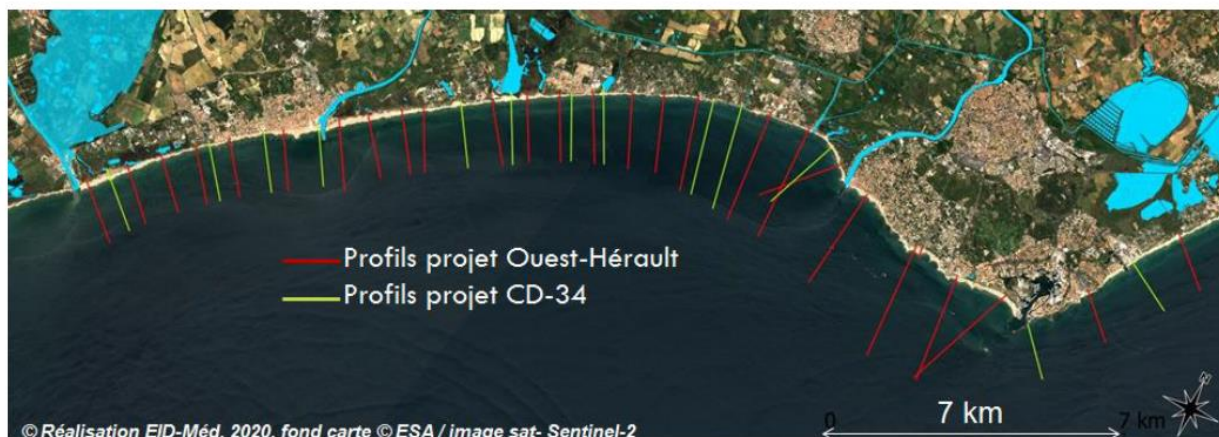 Profils projet Ouest-Hérault
Profils projet CD-34
0 7 km 7 km
© Réalisation EID-Méd, 2020, fond carte © ESA / image sat- Sentinel-2